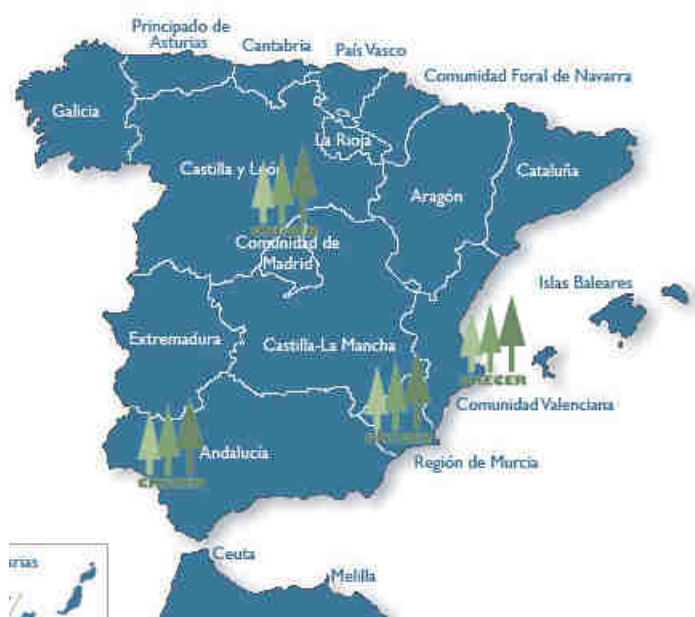 Principado de
Asturias
Cantabria
País Vasco
Comunidad Foral de Navarra
Galicia
La Rioja
Castilla y León
Cataluña
Aragón
Comunidad de
Madrid
Islas Baleares
Extremadura
Castilla-La Mancha
CRECER
Comunidad Valenciana
Andalucía
Región de Murcia
Ceuta
Melilla